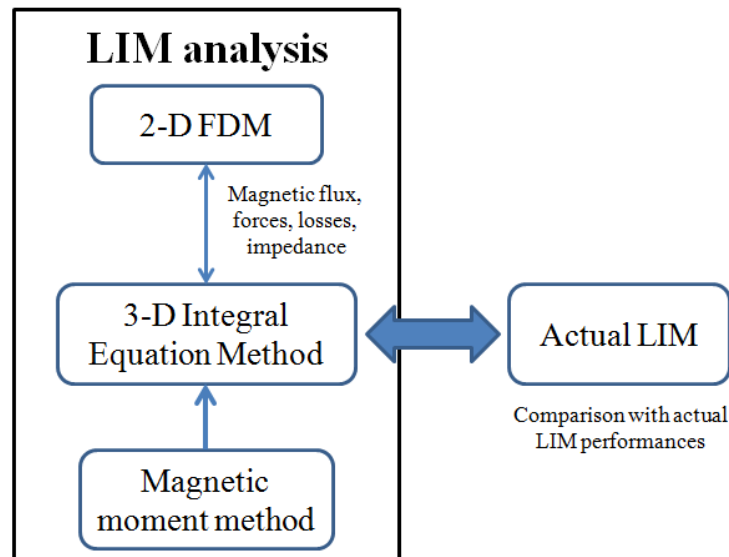 LIM analysis
2-D FDM
Magnetic flux,
forces, losses,
impedance
3-D Integral
Equation Method
Actual LIM
Comparison with actual
LIM performances
Magnetic
moment method